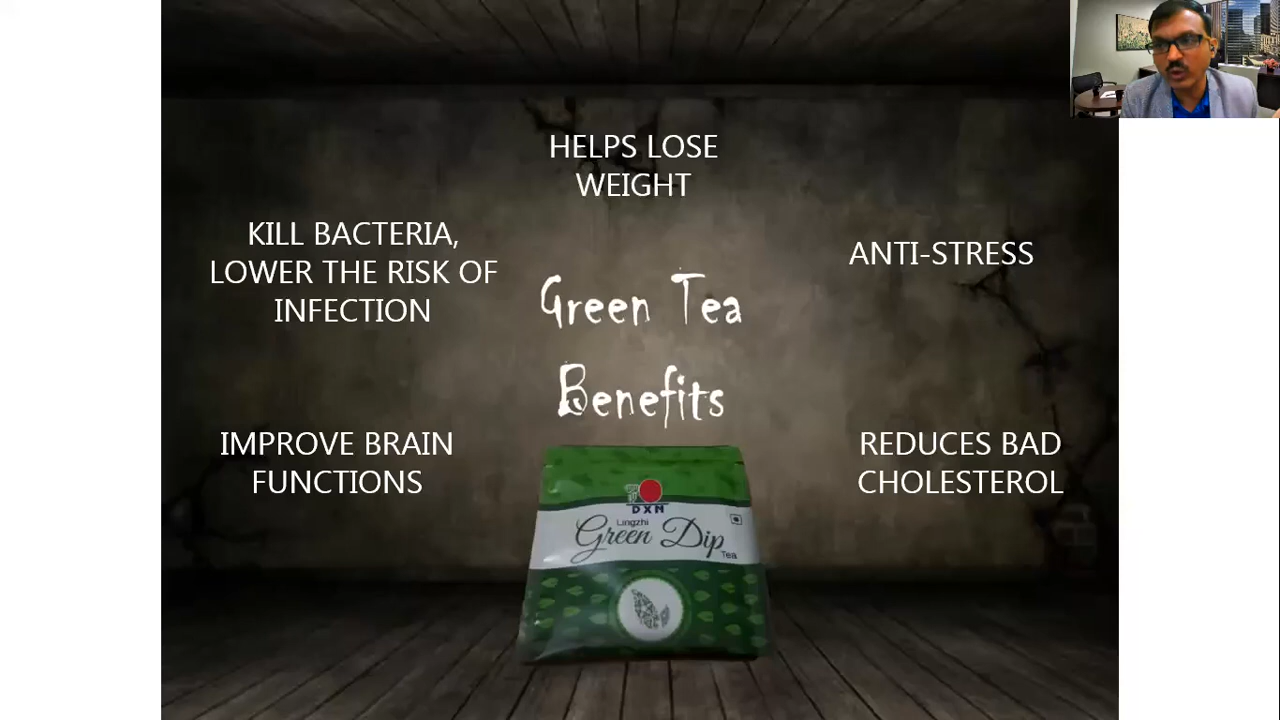 HELPS LOSE
WEIGHT
KILL BACTERIA,
LOWER THE RISK OF
INFECTION
ANTI-STRESS
Green Tea
Benefits
IMPROVE BRAIN
FUNCTIONS
REDUCES BAD
CHOLESTEROL
DXN
Lingzhi
Green Dip
Tea